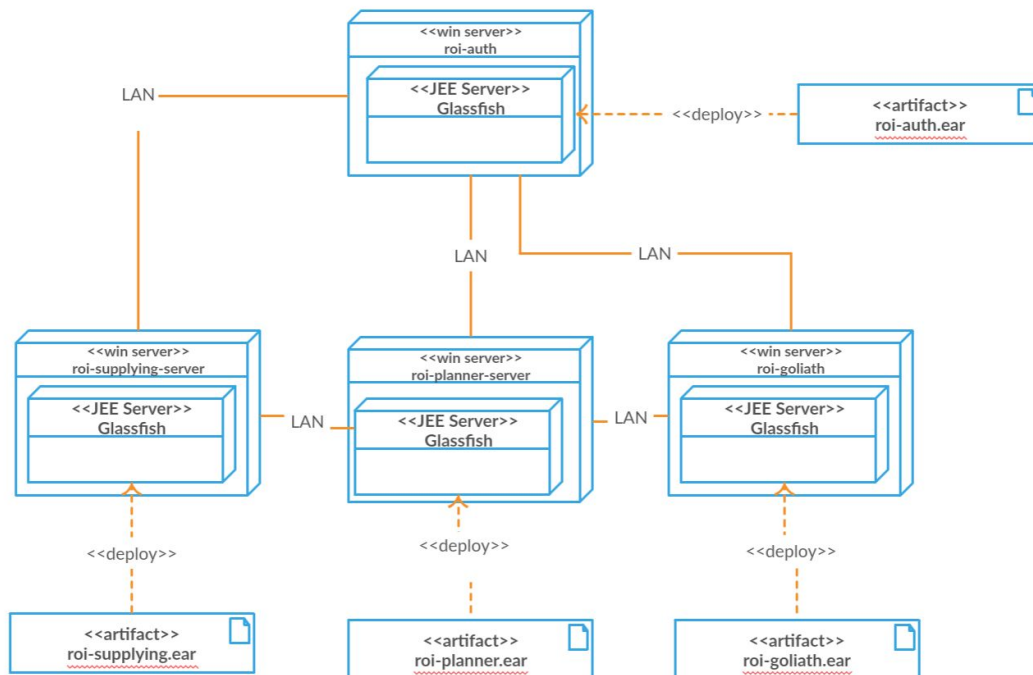 <<win server>>
roi-auth
<<JEE Server>>
Glassfish
LAN
<<deploy>>
<<artifact>>
roi-auth.ear
LAN
LAN
<<win server>>
roi-supplying-server
<<JEE Server>>
Glassfish
LAN
<<win server>>
roi-planner-server
<<JEE Server>>
Glassfish
LAN
<<win server>>
roi-goliath
<<JEE Server>>
Glassfish
<<deploy>>
<<deploy>>
<<deploy>>
<<artifact>>
roi-supplying.ear
<<artifact>>
roi-planner.ear
<<artifact>>
roi-goliath.ear